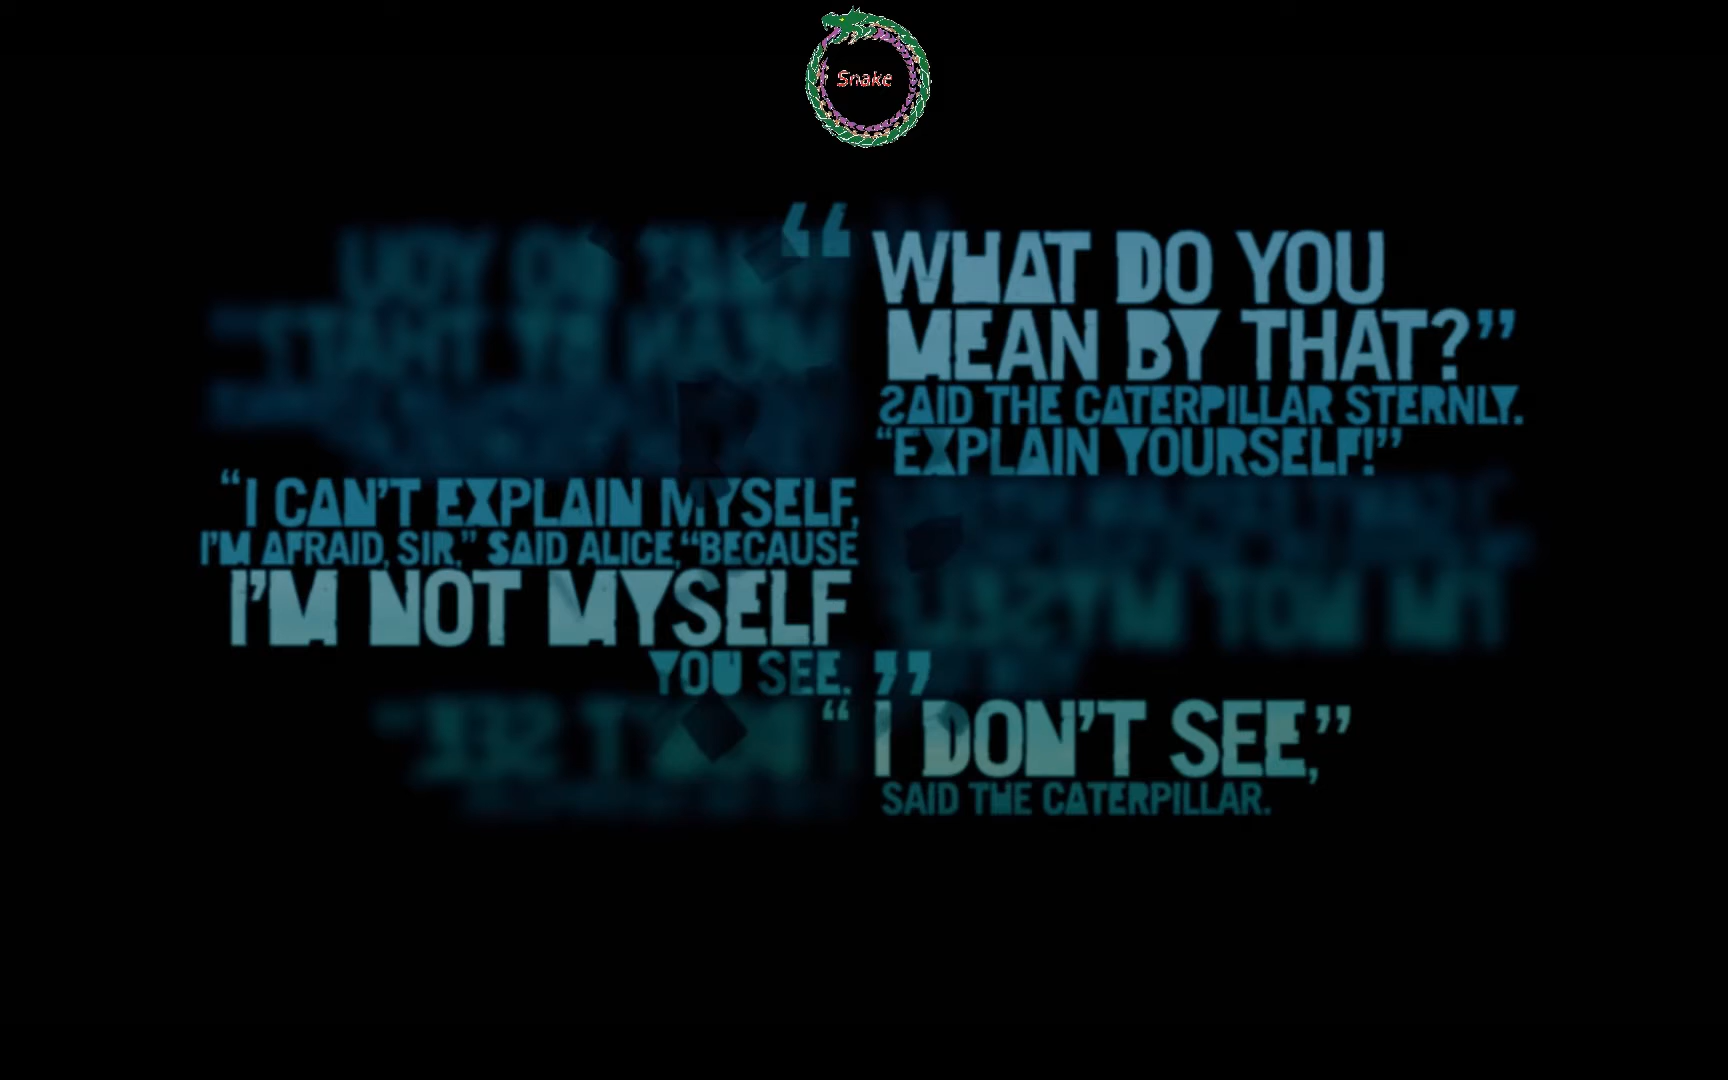 Snake
“WHAT DO YOU
MEAN BY THAT?”
SAID THE CATERPILLAR STERNLY.
“EXPLAIN YOURSELF!”
“I CAN’T EXPLAIN MYSELF,
I’M AFRAID, SIR,” SAID ALICE, “BECAUSE
I’M NOT MYSELF
YOU SEE.”
“I DON’T SEE,”
SAID THE CATERPILLAR.